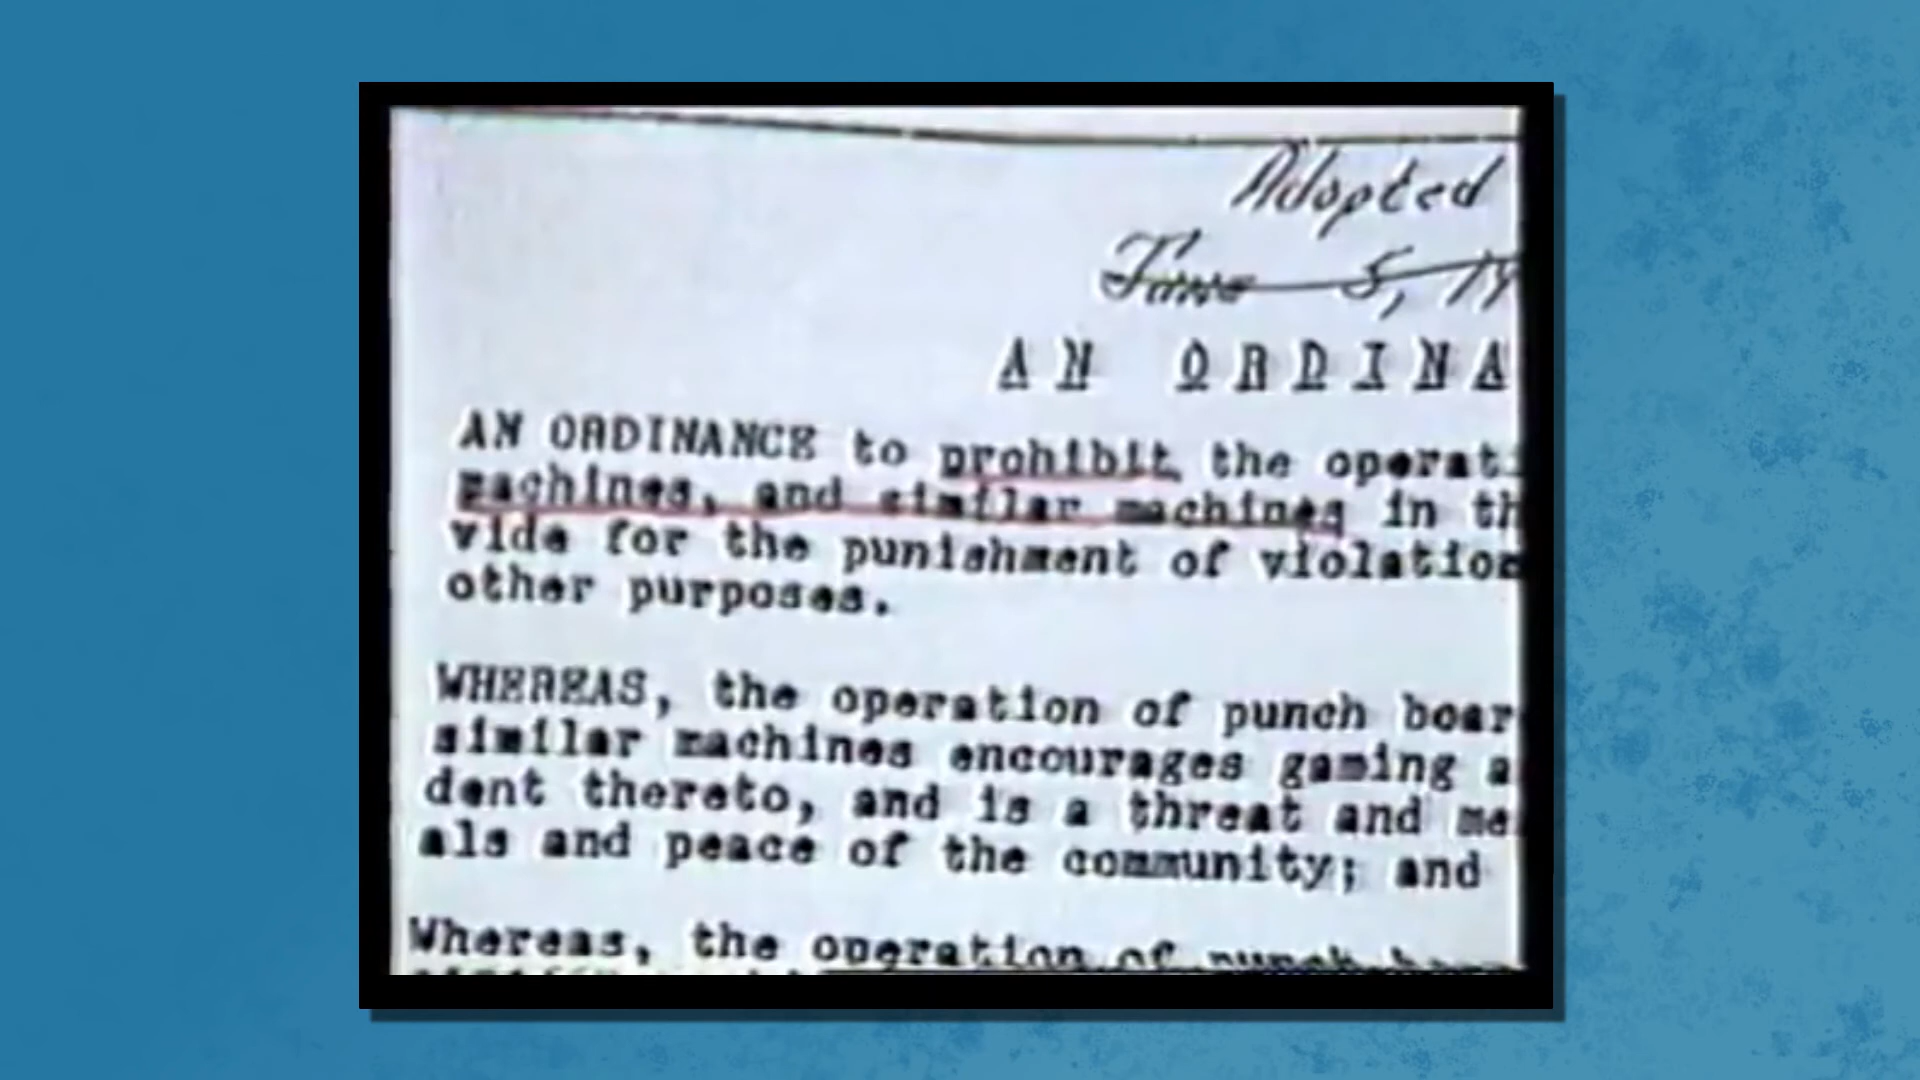 Adopted
June 5, 19
AN ORDINA
AN ORDINANCE to prohibit the operati
machines, and similar machines in th
vide for the punishment of violation
other purposes.
WHEREAS, the operation of punch boar
similar machines encourages gaming a
dent thereto, and is a threat and me
als and peace of the community; and
Whereas, the operation of punch boar